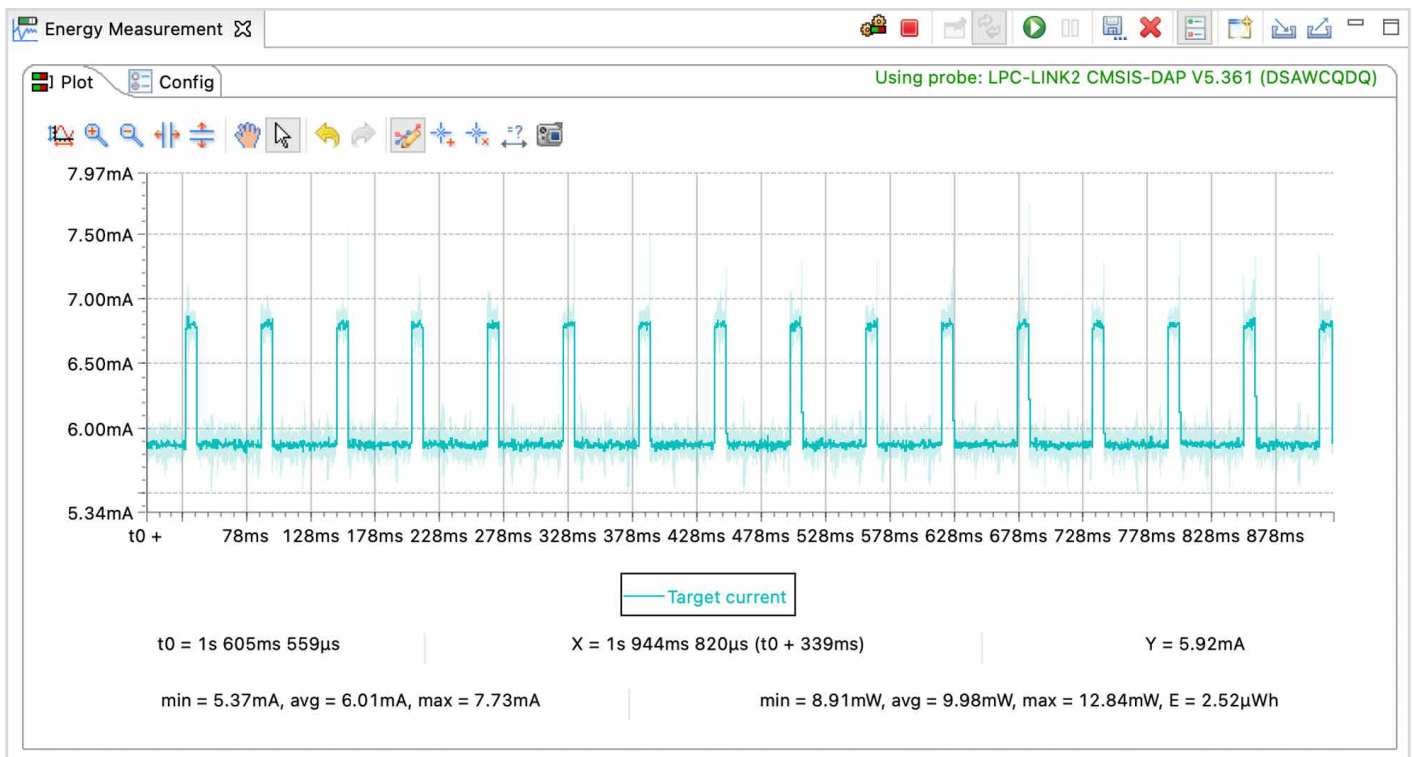 Energy Measurement
Plot
Config
Using probe: LPC-LINK2 CMSIS-DAP V5.361 (DSAWCQDQ)
=?
7.97mA
7.50mA
7.00mA
6.50mA
6.00mA
5.34mA
t0 + 78ms 128ms 178ms 228ms 278ms 328ms 378ms 428ms 478ms 528ms 578ms 628ms 678ms 728ms 778ms 828ms 878ms
Target current
t0 = 1s 605ms 559µs
X = 1s 944ms 820µs (t0 + 339ms)
Y = 5.92mA
min = 5.37mA, avg = 6.01mA, max = 7.73mA
min = 8.91mW, avg = 9.98mW, max = 12.84mW, E = 2.52µWh